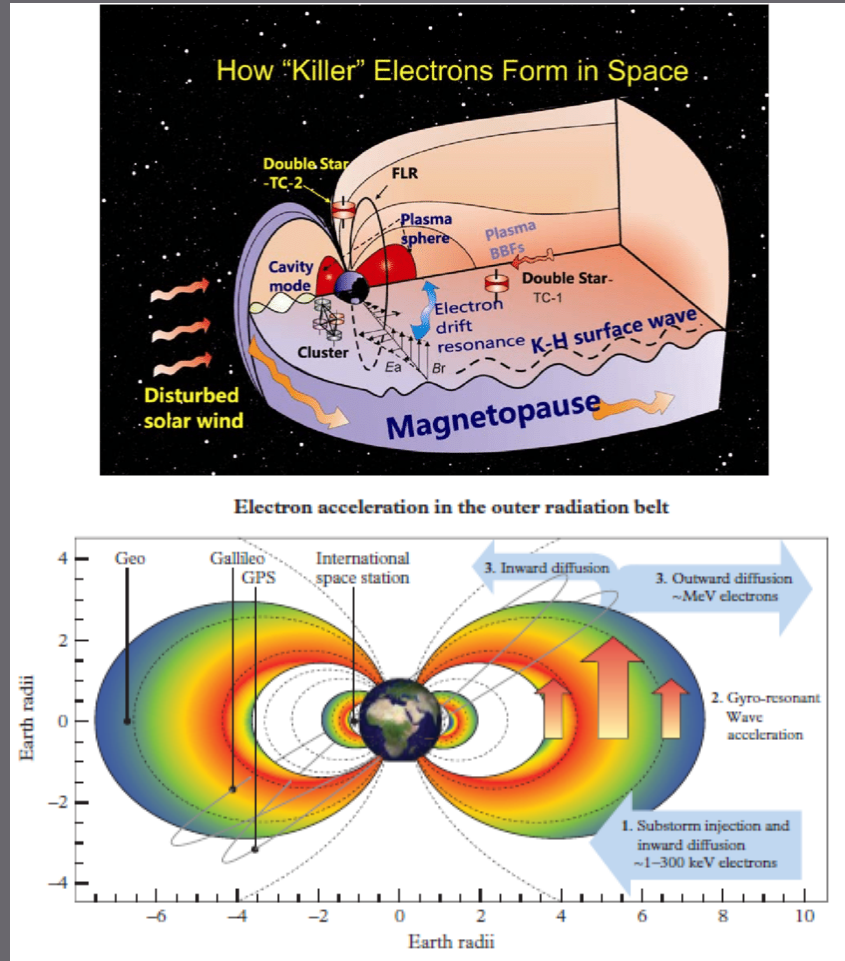 How “Killer” Electrons Form in Space
Double Star
-TC-2
FLR
Plasma
sphere
Plasma
BBFs
Cavity
mode
Double Star-
TC-1
Electron
drift
resonance
K-H surface wave
Cluster
Ea
Br
Disturbed
solar wind
Magnetopause
Electron acceleration in the outer radiation belt
Geo
Gallileo
GPS
International
space station
3. Inward diffusion
3. Outward diffusion
~MeV electrons
2. Gyro-resonant
Wave
acceleration
1. Substorm injection and
inward diffusion
~1–300 keV electrons
Earth radii
4
2
0
−2
−4
−6
−4
−2
0
2
4
6
8
10
Earth radii